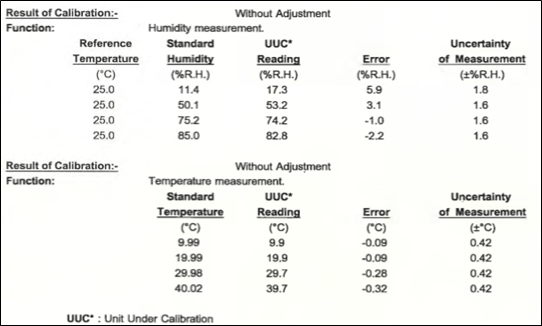 Result of Calibration:- Without Adjustment
Function: Humidity measurement.
Reference Standard UUC* Uncertainty
Temperature Humidity Reading Error of Measurement
(°C) (%R.H.) (%R.H.) (%R.H.) (±%R.H.)
25.0 11.4 17.3 5.9 1.8
25.0 50.1 53.2 3.1 1.6
25.0 75.2 74.2 -1.0 1.6
25.0 85.0 82.8 -2.2 1.6
Result of Calibration:- Without Adjustment
Function: Temperature measurement.
Standard UUC* Uncertainty
Temperature Reading Error of Measurement
(°C) (°C) (°C) (±°C)
9.99 9.9 -0.09 0.42
19.99 19.9 -0.09 0.42
29.98 29.7 -0.28 0.42
40.02 39.7 -0.32 0.42
UUC* : Unit Under Calibration